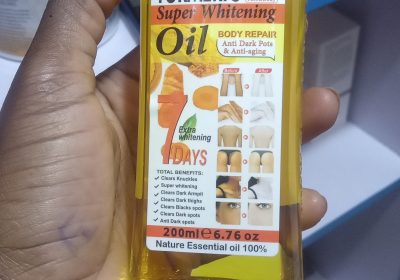 Super Whitening
Oil
BODY REPAIR
Anti Dark Pots
& Anti-aging
Before
After
7
Extra
whitening
DAYS
TOTAL BENEFITS:
Clears Knuckles
Super whitening
Clears Dark Armpit
Clears Dark thighs
Clears Blacks spots
Clears Dark spots
Anti Dark spots
200ml e 6.76 oz
Nature Essential oil 100%